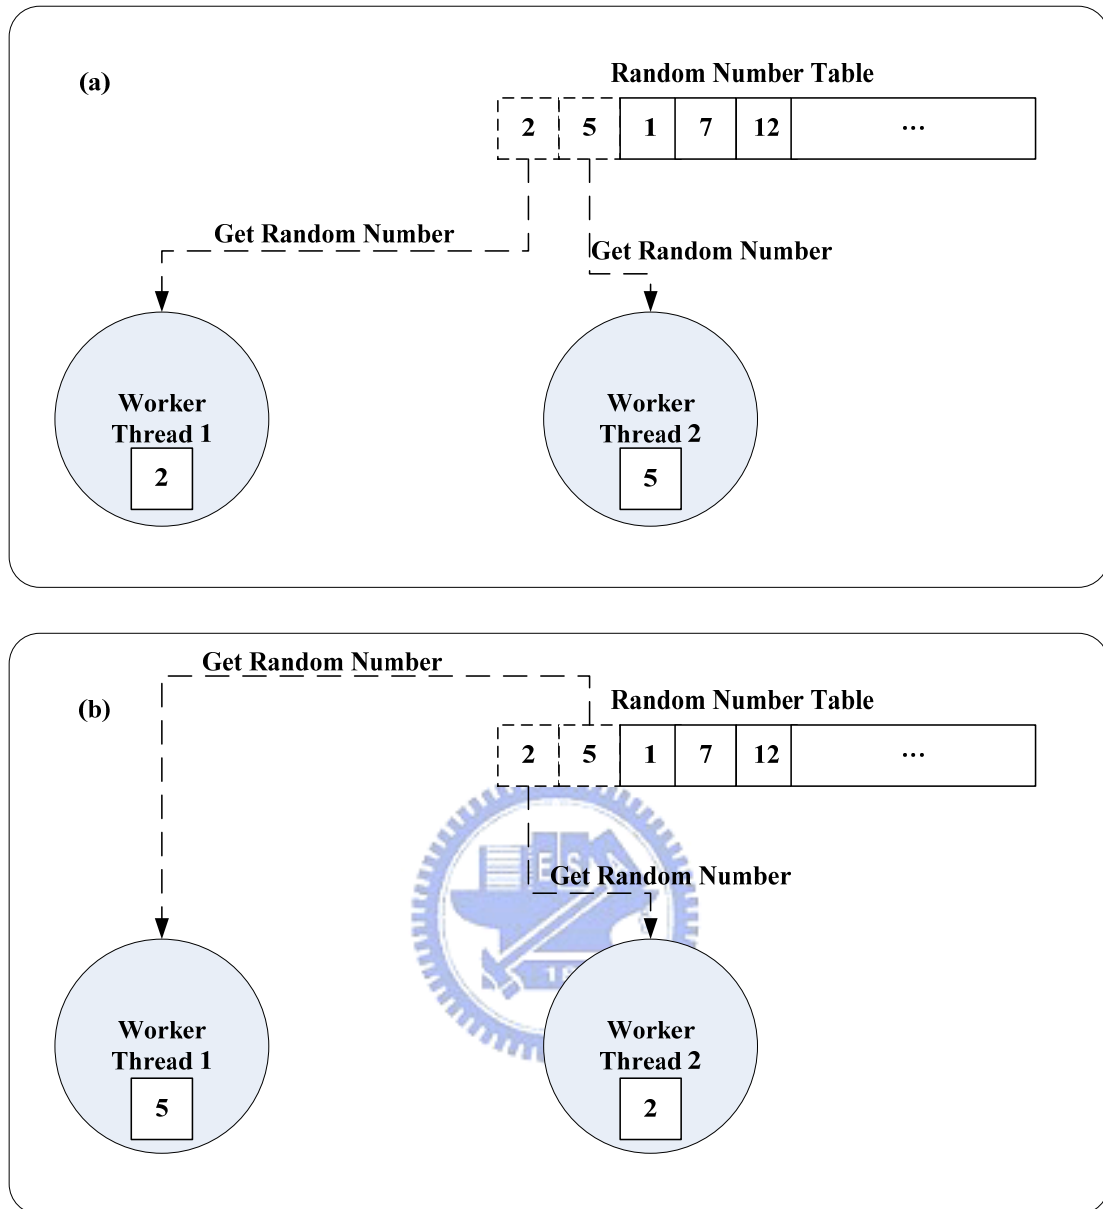 (a)
Random Number Table
2 5 1 7 12 ...
Get Random Number
Get Random Number
Worker
Thread 1
2
Worker
Thread 2
5
Get Random Number
(b)
Random Number Table
2 5 1 7 12 ...
ES
Get Random Number
Worker
Thread 1
5
Worker
Thread 2
2